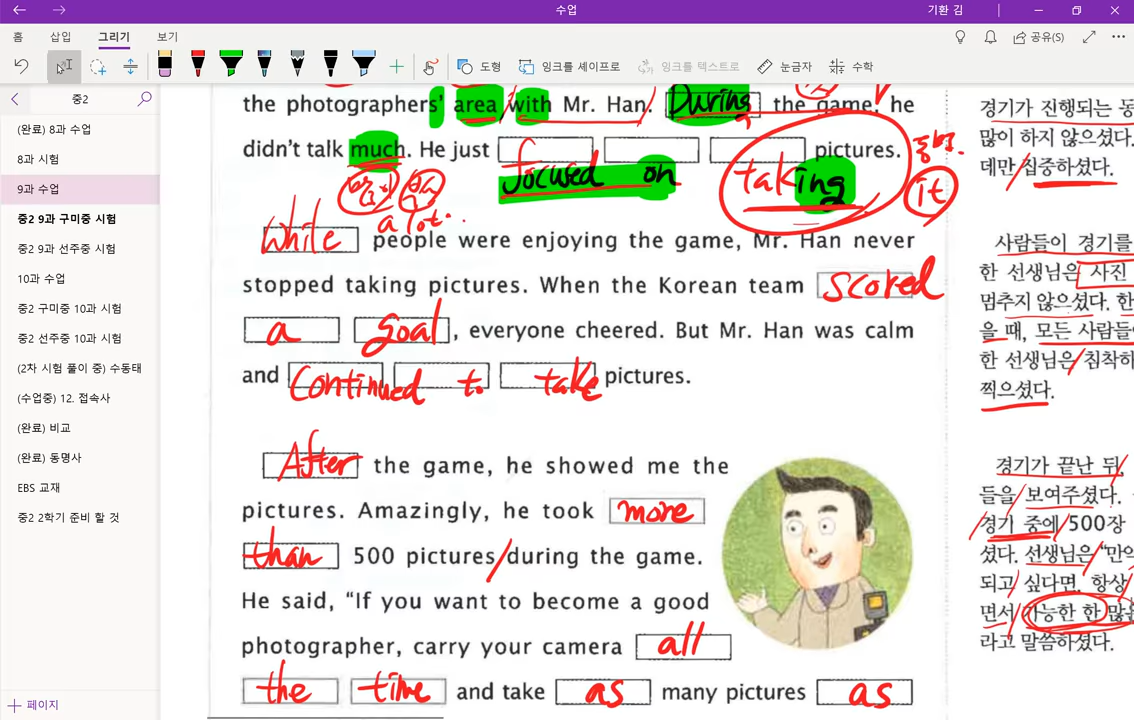 수업
기환 김
홈 삽입 그리기 보기
공유(S)
도형 잉크를 셰이프로 잉크를 텍스트로 눈금자 수학
중2
(완료) 8과 수업
8과 시험
9과 수업
중2 9과 구미중 시험
중2 9과 선주중 시험
10과 수업
중2 구미중 10과 시험
중2 선주중 10과 시험
(2차 시험 풀이 중) 수동태
(수업중) 12. 접속사
(완료) 비교
(완료) 동명사
EBS 교재
중2 2학기 준비 할 것
페이지
the photographers' area with Mr. Han. During the game, he
didn't talk much. He just focused on taking pictures.
동명.
it
a lot..
While people were enjoying the game, Mr. Han never
stopped taking pictures. When the Korean team scored
a goal, everyone cheered. But Mr. Han was calm
and continued to take pictures.
After the game, he showed me the
pictures. Amazingly, he took more
than 500 pictures during the game.
He said, “If you want to become a good
photographer, carry your camera all
the time and take as many pictures as
경기가 진행되는 동
많이 하지 않으셨다.
데만 집중하셨다.
사람들이 경기를
한 선생님은 사진
멈추지 않으셨다. 한
을 때, 모든 사람들
한 선생님은 침착하
찍으셨다.
경기가 끝난 뒤,
들을 보여주셨다.
경기 중에 500장
셨다. 선생님은 “만
되고 싶다면, 항상
면서 가능한 한 많을
라고 말씀하셨다.